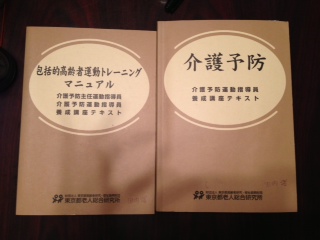 包括的高齢者運動トレーニング
マニュアル
介護予防主任運動指導員
介護予防運動指導員
養成講座テキスト
東京都老人総合研究所
介護予防
介護予防運動指導員
養成講座テキスト
東京都老人総合研究所